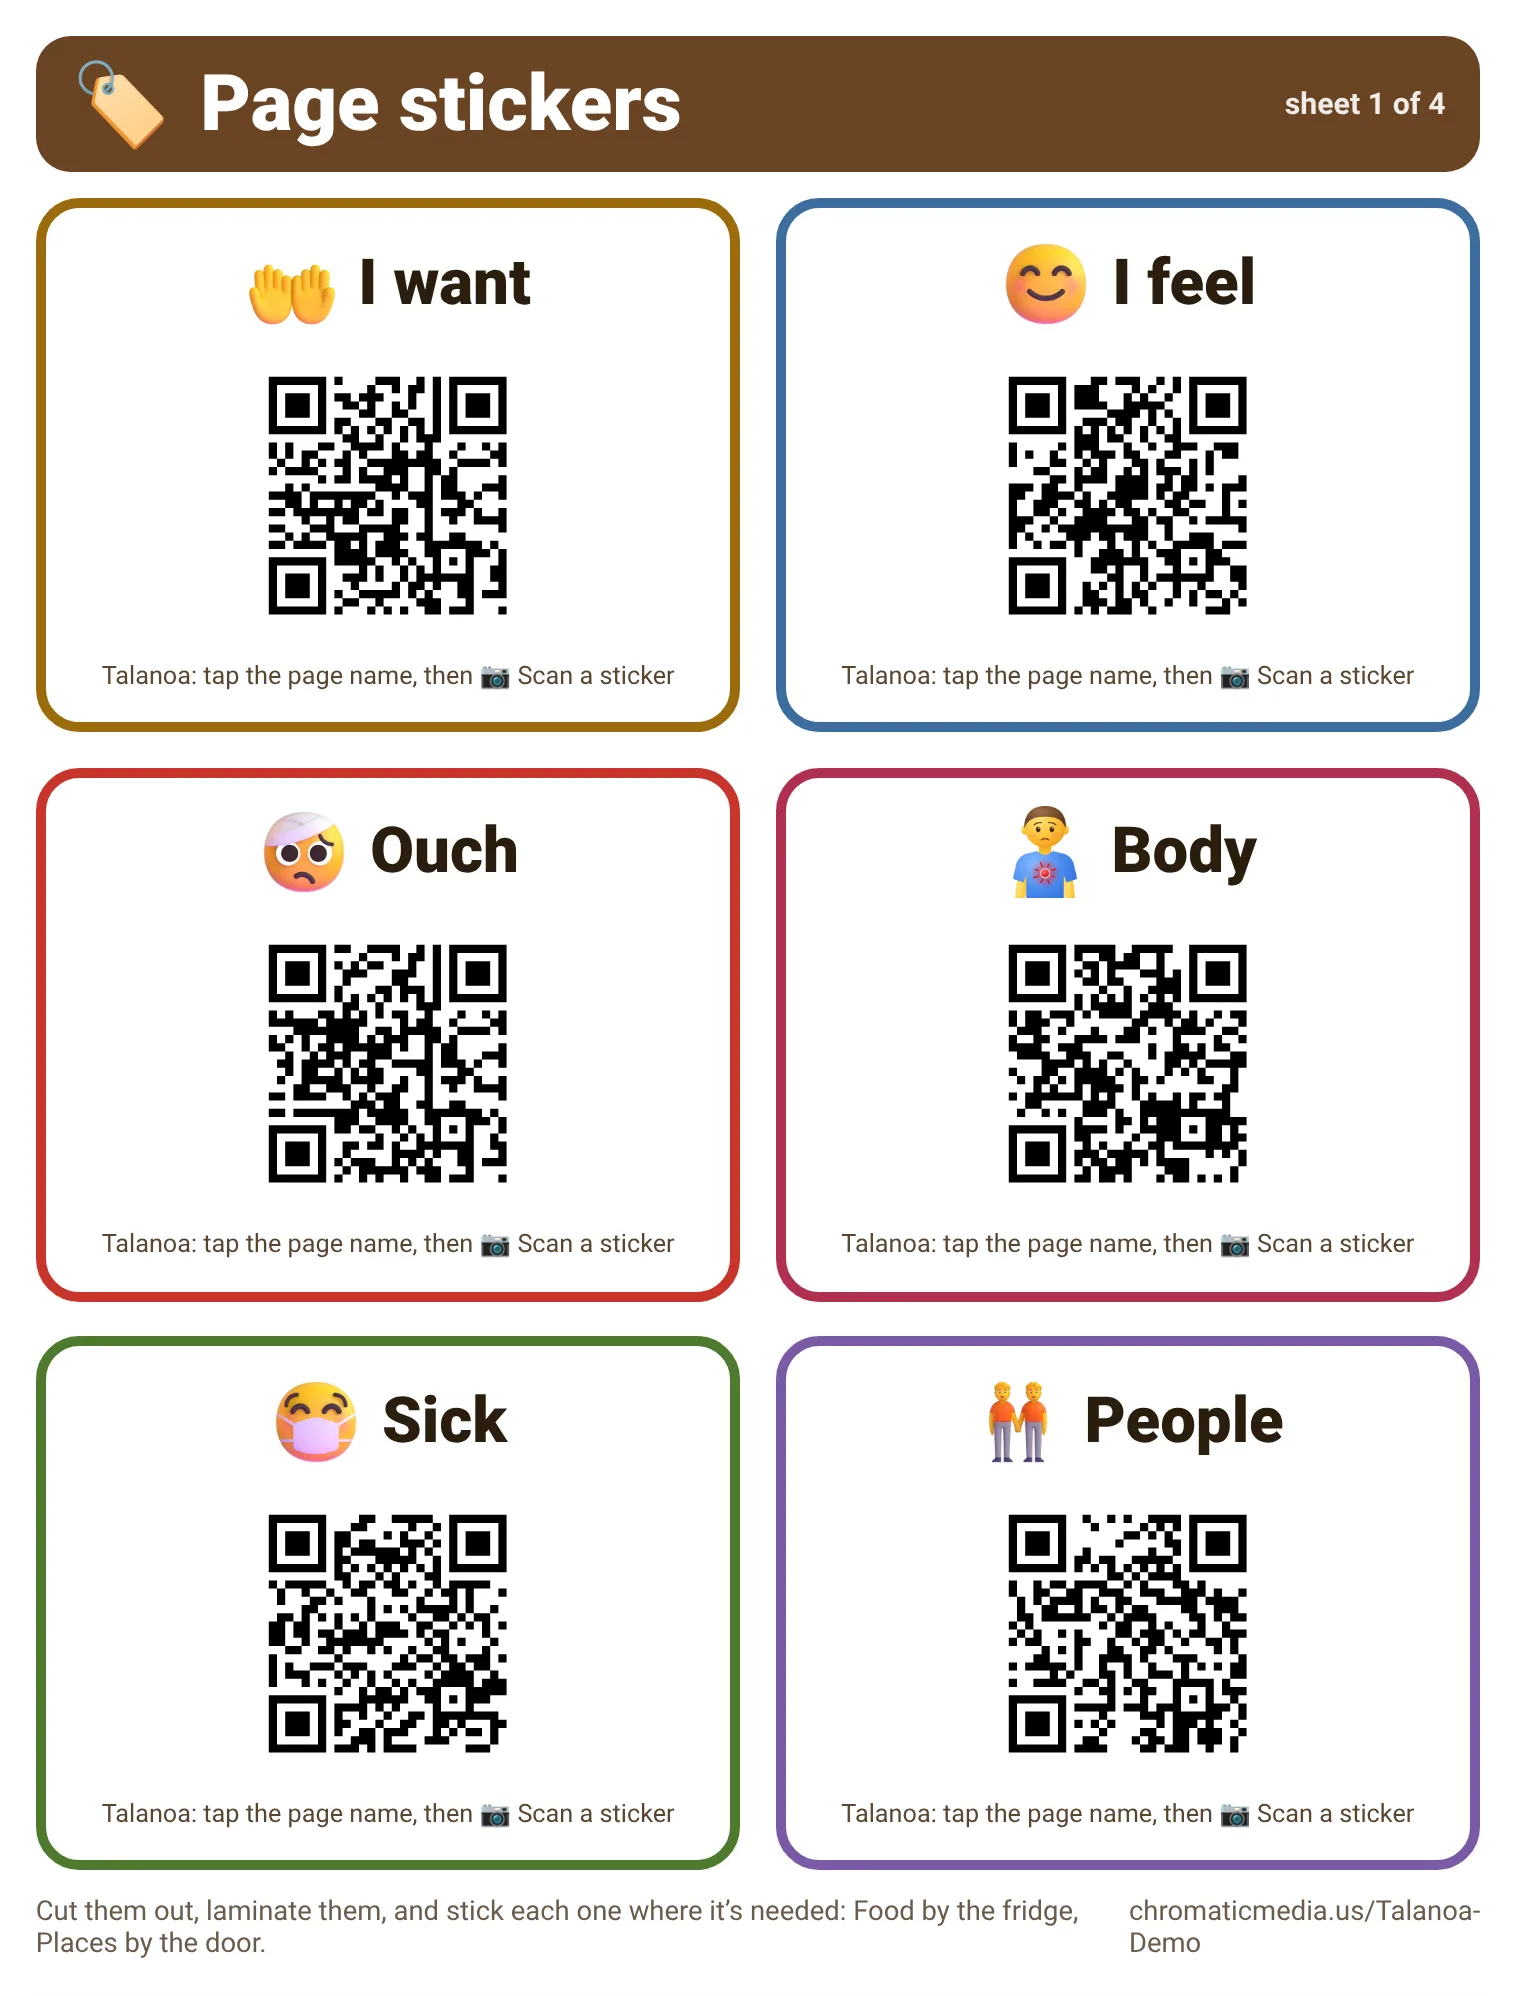 Page stickers
sheet 1 of 4
I want
Talanoa: tap the page name, then 📷 Scan a sticker
I feel
Talanoa: tap the page name, then 📷 Scan a sticker
Ouch
Talanoa: tap the page name, then 📷 Scan a sticker
Body
Talanoa: tap the page name, then 📷 Scan a sticker
Sick
Talanoa: tap the page name, then 📷 Scan a sticker
People
Talanoa: tap the page name, then 📷 Scan a sticker
Cut them out, laminate them, and stick each one where it’s needed: Food by the fridge,
Places by the door.
chromaticmedia.us/Talanoa-
Demo